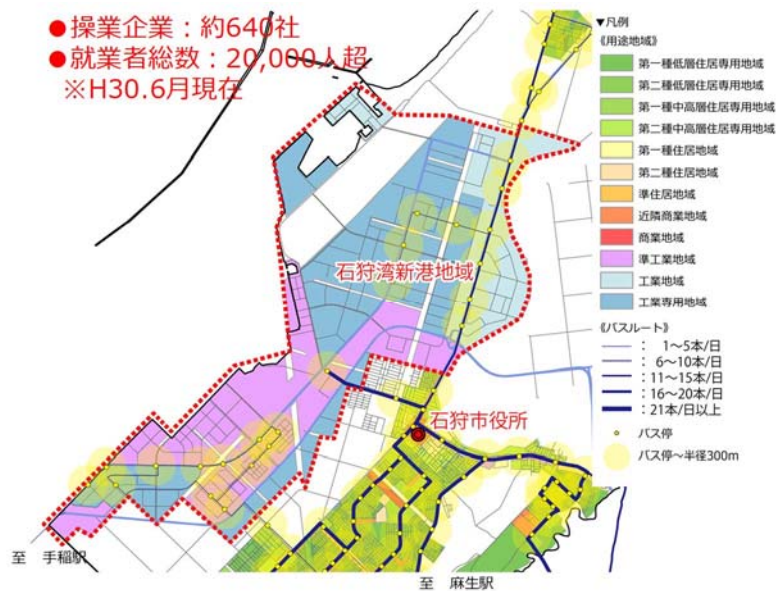 ●操業企業：約640社
●就業者総数：20,000人超
※H30.6月現在
石狩湾新港地域
石狩市役所
至 手稲駅
至 麻生駅
▼凡例
《用途地域》
第一種低層住居専用地域
第二種低層住居専用地域
第一種中高層住居専用地域
第二種中高層住居専用地域
第一種住居地域
第二種住居地域
準住居地域
近隣商業地域
商業地域
準工業地域
工業地域
工業専用地域
《バスルート》
： 1～5本/日
： 6～10本/日
：11～15本/日
：16～20本/日
：21本/日以上
バス停
バス停～半径300m